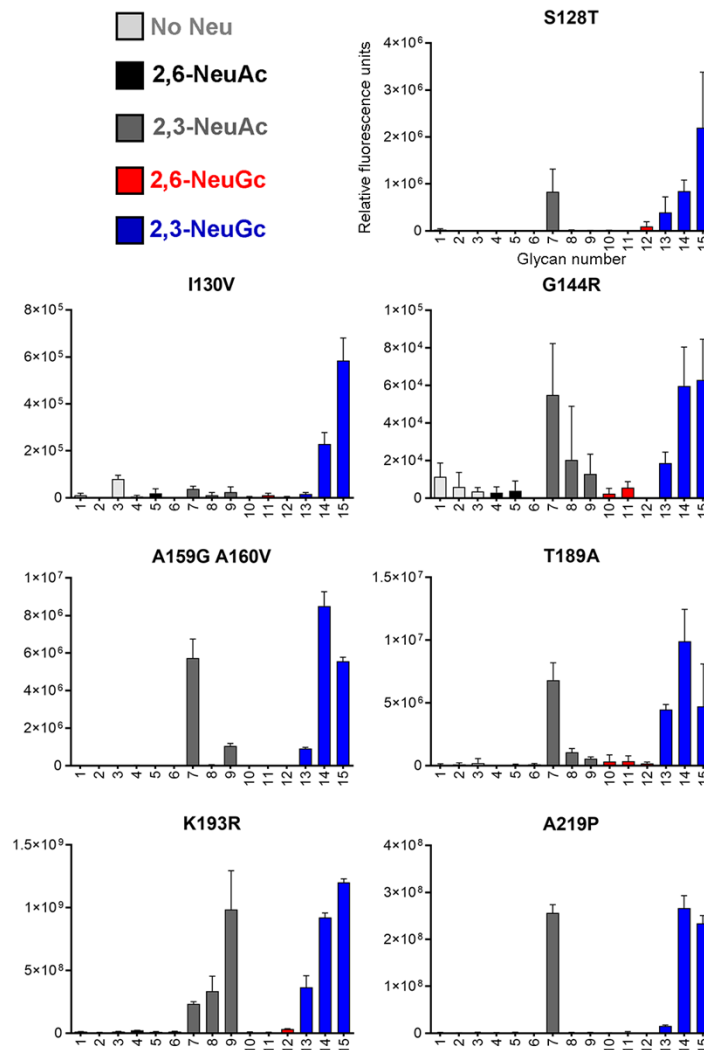 No Neu
2,6-NeuAc
2,3-NeuAc
2,6-NeuGc
2,3-NeuGc
S128T
Relative fluorescence units
4×10⁶
3×10⁶
2×10⁶
1×10⁶
0
1 2 3 4 5 6 7 8 9 10 11 12 13 14 15
Glycan number
I130V
8×10⁵
6×10⁵
4×10⁵
2×10⁵
0
1 2 3 4 5 6 7 8 9 10 11 12 13 14 15
G144R
1×10⁵
8×10⁴
6×10⁴
4×10⁴
2×10⁴
0
1 2 3 4 5 6 7 8 9 10 11 12 13 14 15
A159G A160V
1×10⁷
8×10⁶
6×10⁶
4×10⁶
2×10⁶
0
1 2 3 4 5 6 7 8 9 10 11 12 13 14 15
T189A
1.5×10⁷
1×10⁷
5×10⁶
0
1 2 3 4 5 6 7 8 9 10 11 12 13 14 15
K193R
1.5×10⁹
1×10⁹
5×10⁸
0
1 2 3 4 5 6 7 8 9 10 11 12 13 14 15
A219P
4×10⁸
3×10⁸
2×10⁸
1×10⁸
0
1 2 3 4 5 6 7 8 9 10 11 12 13 14 15